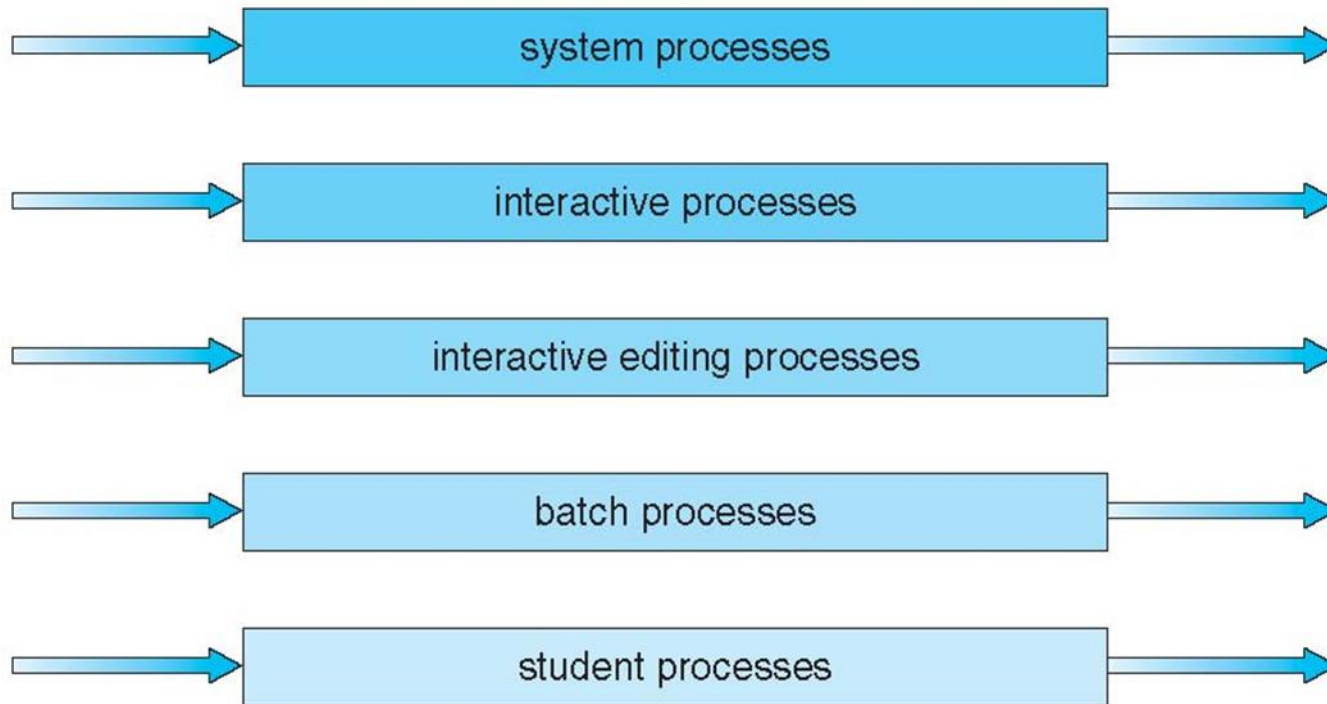 system processes
interactive processes
interactive editing processes
batch processes
student processes